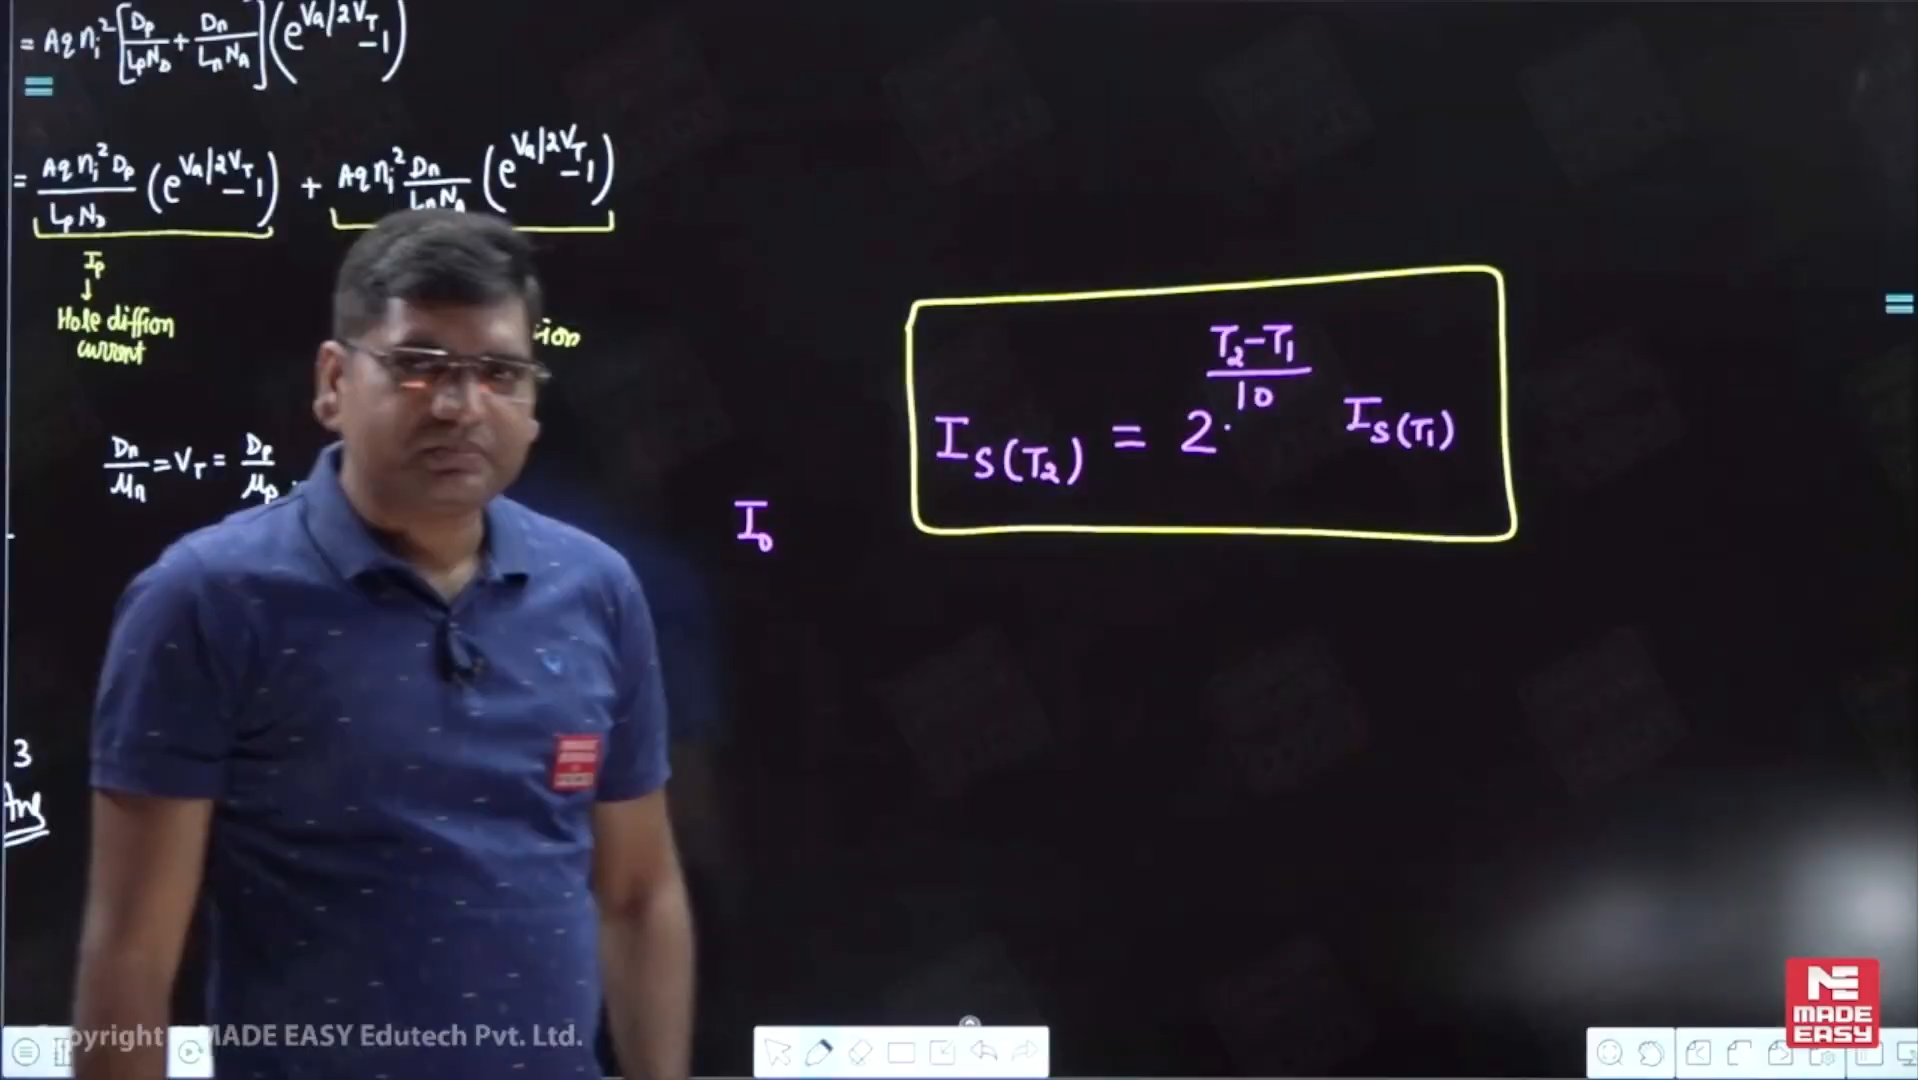 = Aqnᵢ² [Dp/LpND + Dn/LnNA] (e^Va/2VT −1)
= Aqnᵢ²Dp/LpND (e^Va/2VT −1) + Aqnᵢ²Dn/LnNA (e^Va/2VT −1)
Ip
↓
Hole diffion
current
Dn/μn = VT = Dp/μp
I₀
IS(T₂) = 2· (T₂−T₁)/10 IS(T₁)
3
Ans
MADE EASY Edutech Pvt. Ltd.
ME
MADE
EASY